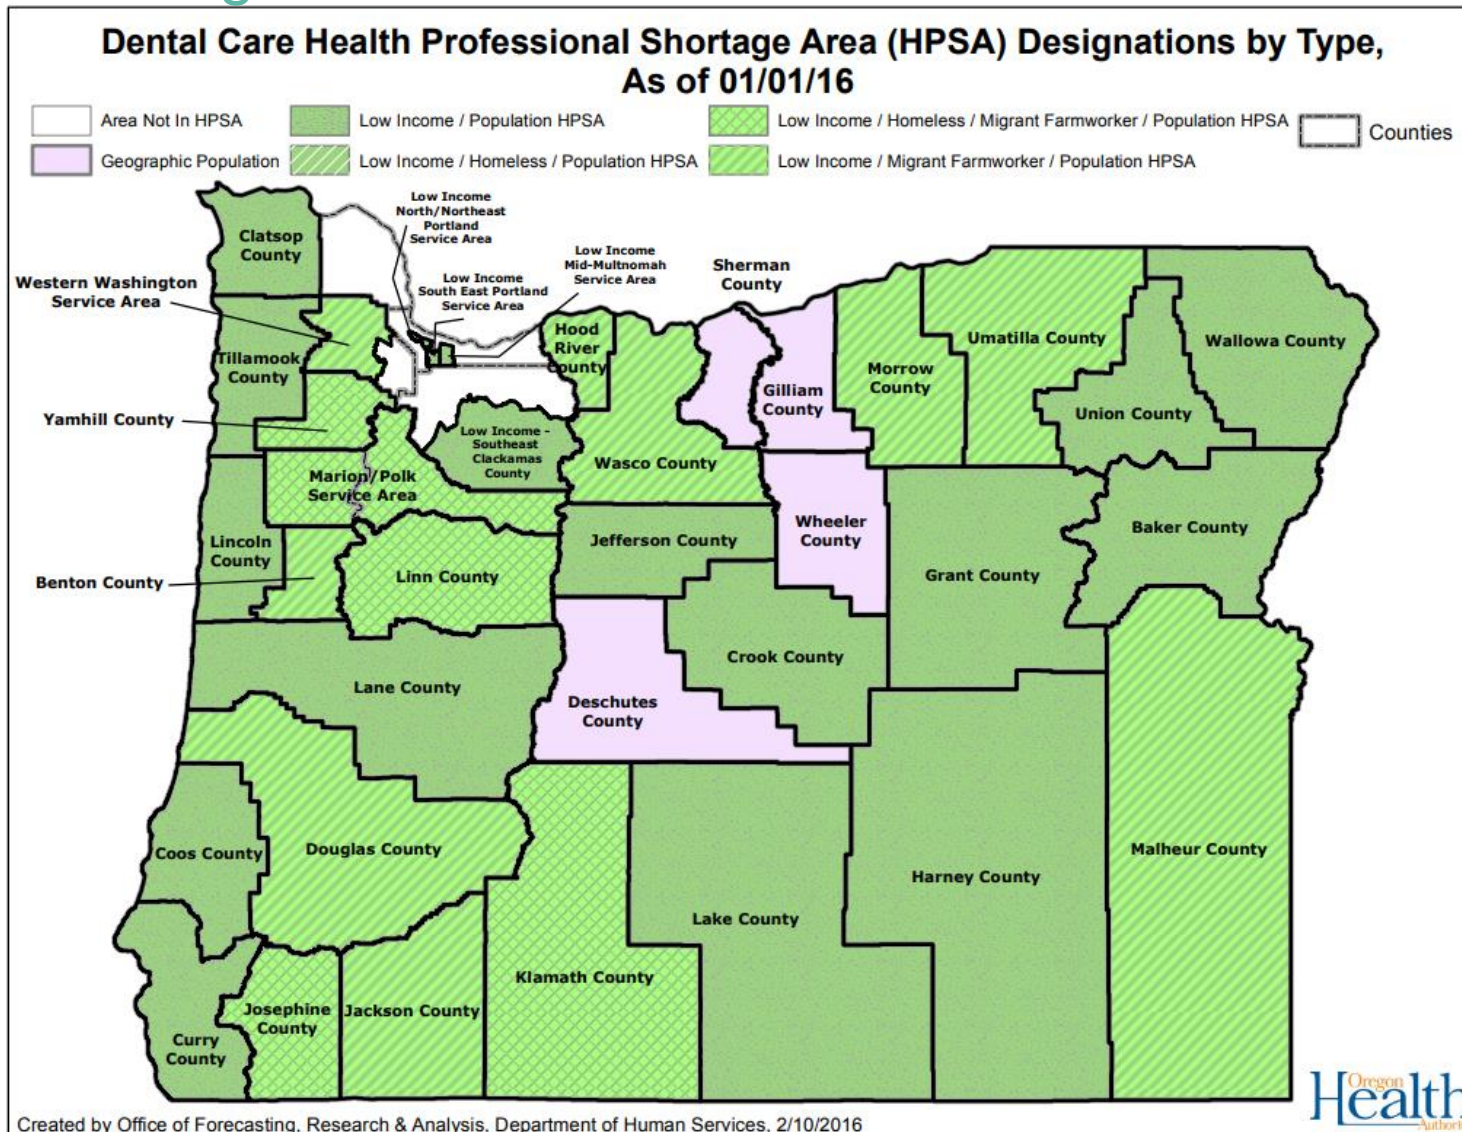 Dental Care Health Professional Shortage Area (HPSA) Designations by Type,
As of 01/01/16
Area Not In HPSA
Low Income / Population HPSA
Low Income / Homeless / Migrant Farmworker / Population HPSA
Counties
Geographic Population
Low Income / Homeless / Population HPSA
Low Income / Migrant Farmworker / Population HPSA
Low Income
North/Northeast
Portland
Service Area
Clatsop
County
Low Income
Mid-Multnomah
Service Area
Sherman
County
Western Washington
Service Area
Low Income
South East Portland
Service Area
Hood
River
County
Umatilla County
Wallowa County
Tillamook
County
Morrow
County
Gilliam
County
Union County
Yamhill County
Low Income -
Southeast
Clackamas
County
Wasco County
Marion/Polk
Service Area
Wheeler
County
Baker County
Lincoln
County
Jefferson County
Benton County
Linn County
Grant County
Crook County
Lane County
Deschutes
County
Coos County
Douglas County
Malheur County
Harney County
Lake County
Klamath County
Josephine
County
Jackson County
Curry
County
Oregon
Health
Created by Office of Forecasting, Research & Analysis, Department of Human Services, 2/10/2016